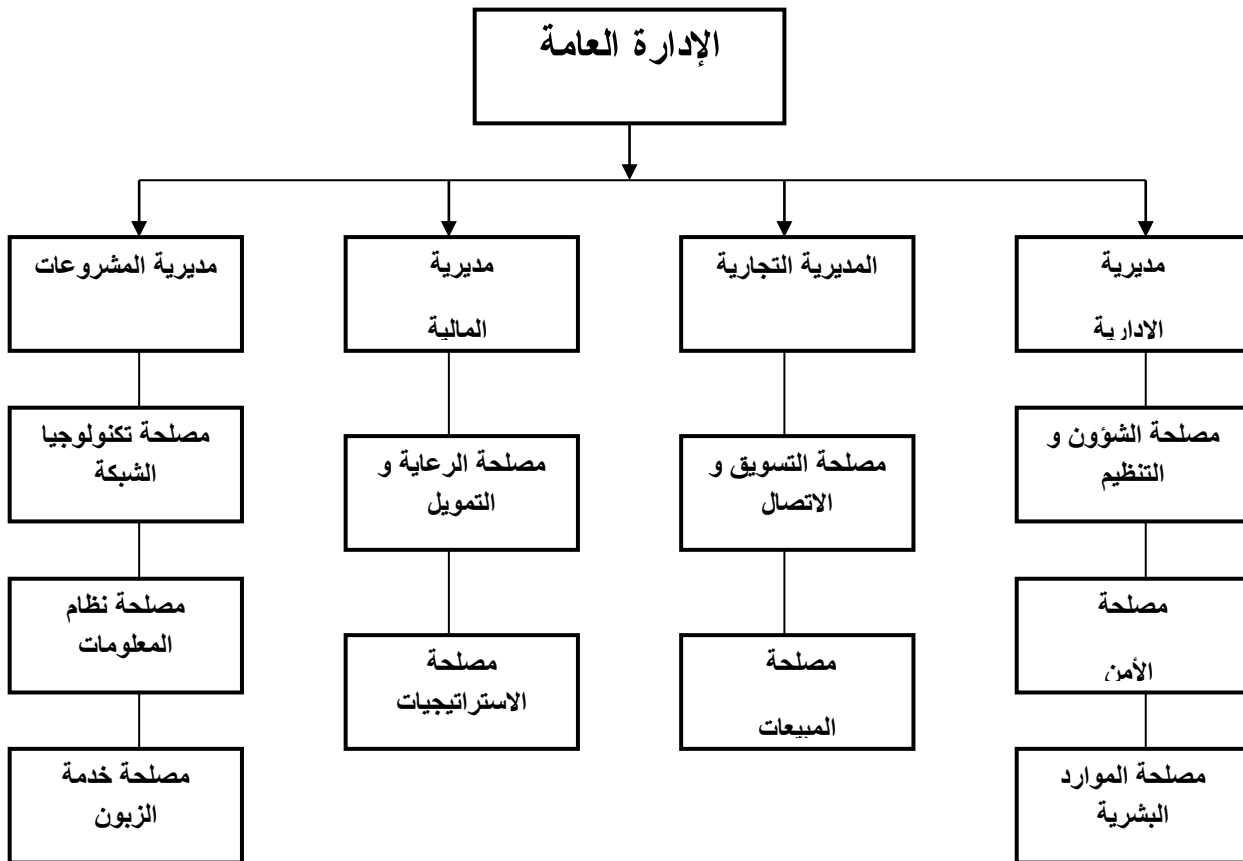 الإدارة العامة
مديرية
الادارية
المديرية التجارية
مديرية
المالية
مديرية المشروعات
مصلحة الشؤون و
التنظيم
مصلحة التسويق و
الاتصال
مصلحة الرعاية و
التمويل
مصلحة تكنولوجيا
الشبكة
مصلحة
الأمن
مصلحة
المبيعات
مصلحة
الاستراتيجيات
مصلحة نظام
المعلومات
مصلحة الموارد
البشرية
مصلحة خدمة
الزبون